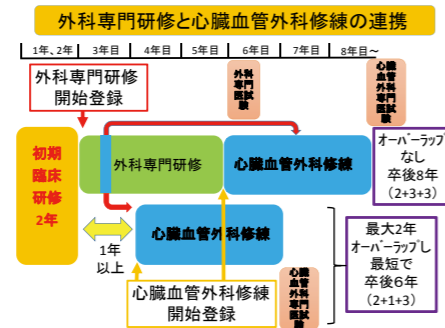 外科専門研修と心臓血管外科修練の連携
1年、2年 3年目 4年目 5年目 6年目 7年目 8年目～
外科専門研修
開始登録
外科
専門
医試
験
心臓
血管
外科
専門
医試
験
初期
臨床
研修
2年
外科専門研修
心臓血管外科修練
オーバーラップ
なし
卒後8年
(2+3+3)
1年
以上
心臓血管外科修練
最大2年
オーバーラップし
最短で
卒後6年
(2+1+3)
心臓血管外科修練
開始登録
心臓
血管
外科
専門
医試
験